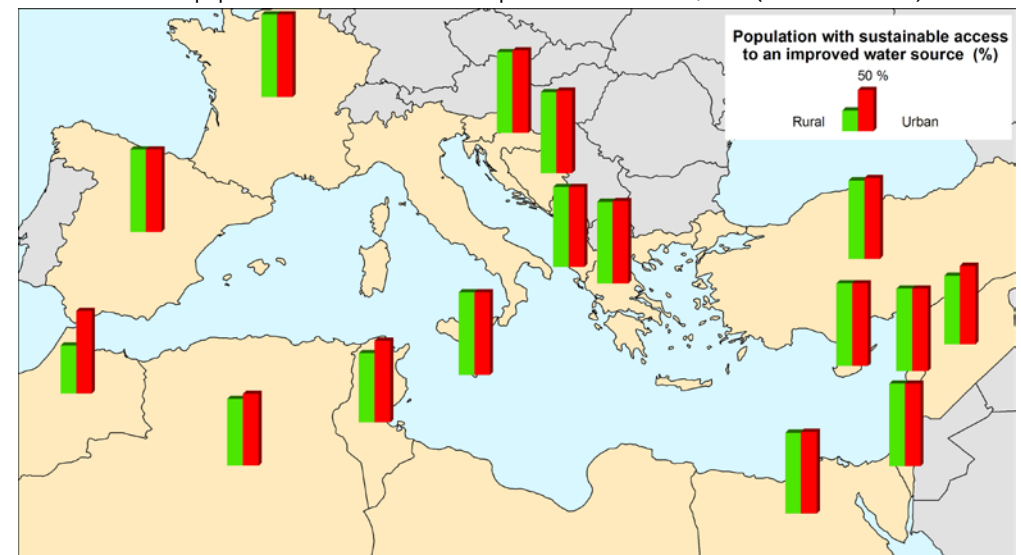 Population with sustainable access
to an improved water source (%)
50 %
Rural Urban